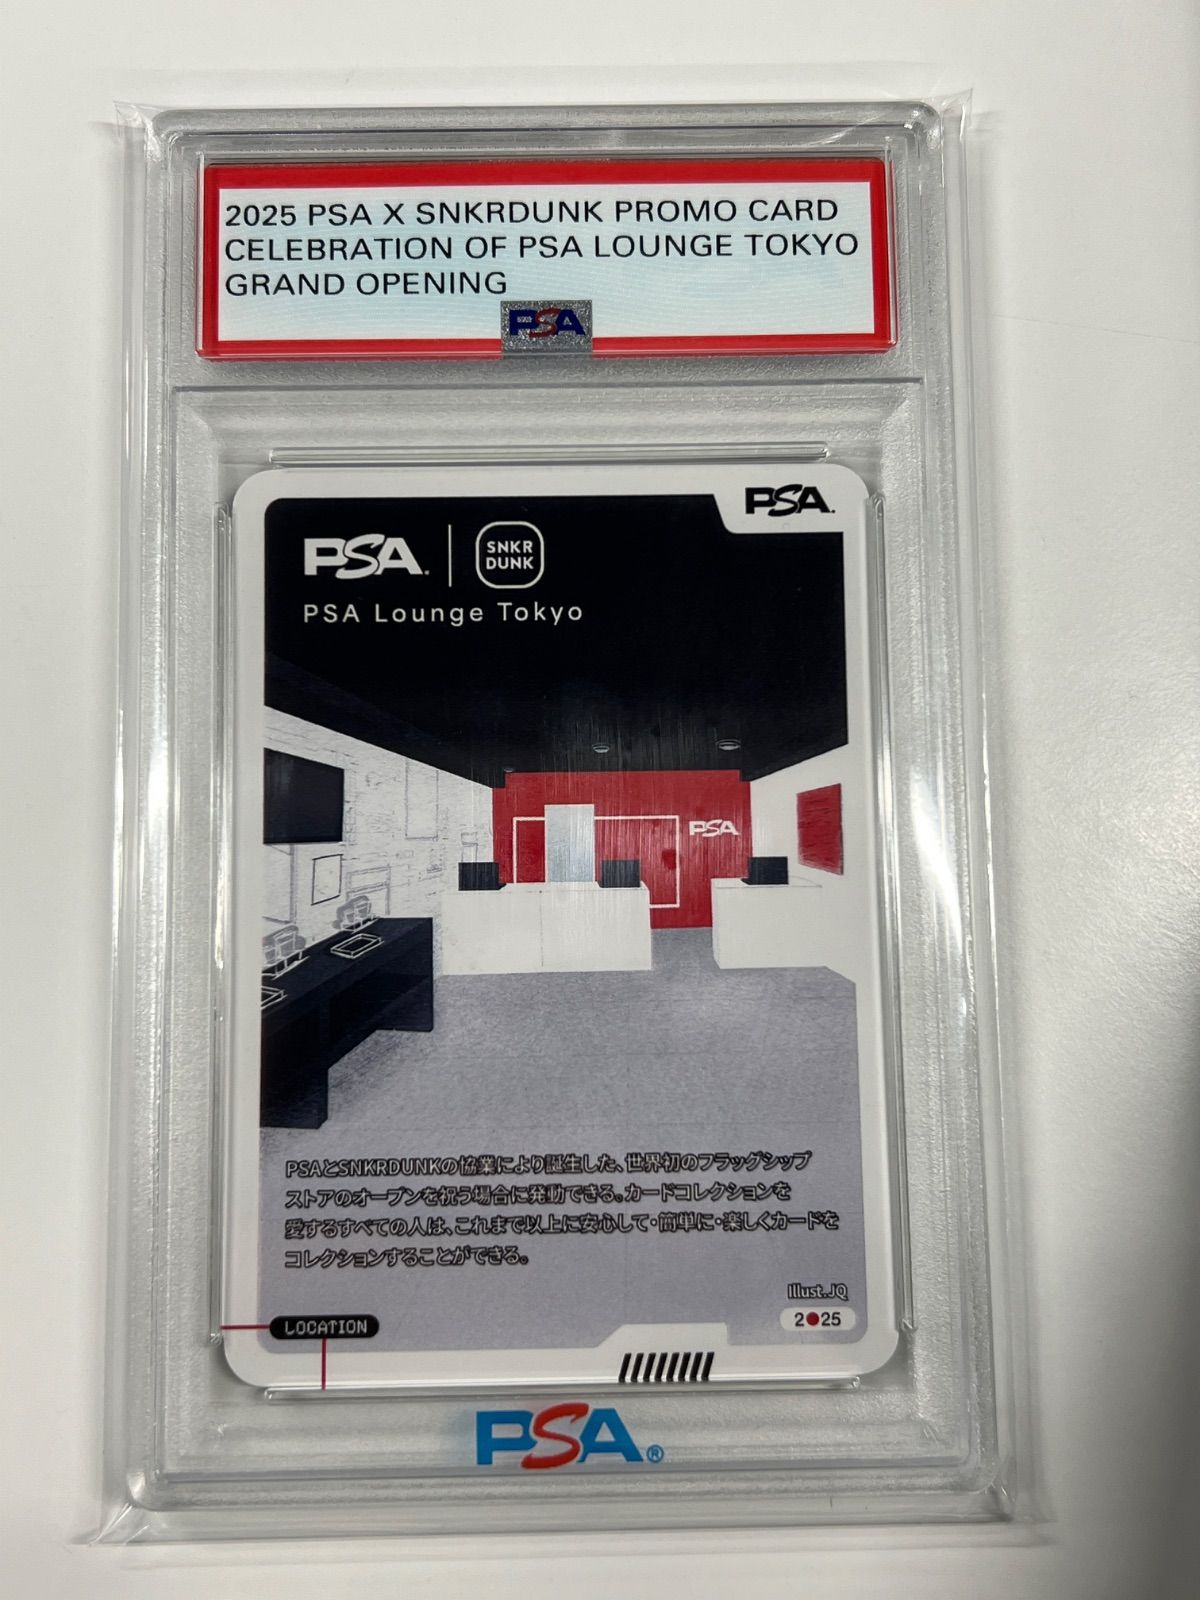 2025 PSA X SNKRDUNK PROMO CARD
CELEBRATION OF PSA LOUNGE TOKYO
GRAND OPENING
PSA
PSA.
PSA. SNKR
DUNK
PSA Lounge Tokyo
PSA
PSAとSNKRDUNKの協業により誕生した、世界初のフラッグシップ
ストアのオープンを祝う場合に発動できる。カードコレクションを
愛するすべての人は、これまで以上に安心して・簡単に・楽しくカードを
コレクションすることができる。
Illust.JQ
LOCATION
2●25
PSA®